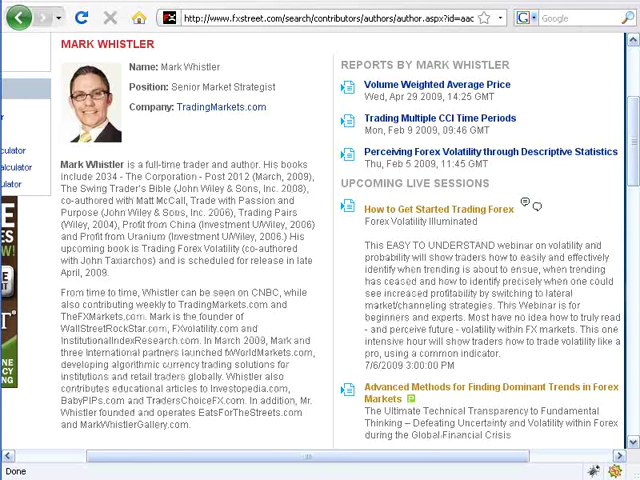 http://www.fxstreet.com/search/contributors/authors/author.aspx?id=aac
Google
MARK WHISTLER
Name: Mark Whistler
Position: Senior Market Strategist
Company: TradingMarkets.com
Mark Whistler is a full-time trader and author. His books
include 2034 - The Corporation - Post 2012 (March, 2009),
The Swing Trader's Bible (John Wiley & Sons Inc. 2008),
co-authored with Matt McCall, Trade with Passion and
Purpose (John Wiley & Sons, Inc. 2006), Trading Pairs
(Wiley, 2004), Profit from China (Investment U/Wiley, 2006)
and Profit from Uranium (Investment U/Wiley, 2006.) His
upcoming book is Trading Forex Volatility (co-authored
with John Taxiarchos) and is scheduled for release in late
April, 2009.
From time to time, Whistler can be seen on CNBC, while
also contributing weekly to TradingMarkets.com and
TheFXMarkets.com. Mark is the founder of
WallStreetRockStar.com, FXvolatility.com and
InstitutionalIndexResearch.com. In March 2009, Mark and
three International partners launched fxWorldMarkets.com,
developing algorithmic currency trading solutions for
institutions and retail traders globally. Whistler also
contributes educational articles to Investopedia.com,
BabyPIPs.com and TradersChoiceFX.com. In addition, Mr.
Whistler founded and operates EatsForTheStreets.com
and MarkWhistlerGallery.com.
REPORTS BY MARK WHISTLER
Volume Weighted Average Price
Wed, Apr 29 2009, 14:25 GMT
Trading Multiple CCI Time Periods
Mon, Feb 9 2009, 09:46 GMT
Perceiving Forex Volatility through Descriptive Statistics
Thu, Feb 5 2009, 11:45 GMT
UPCOMING LIVE SESSIONS
How to Get Started Trading Forex
Forex Volatility Illuminated
This EASY TO UNDERSTAND webinar on volatility and
probability will show traders how to easily and effectively
identify when trending is about to ensue, when trending
has ceased and how to identify precisely when one could
see increased profitability by switching to lateral
market/channeling strategies. This Webinar is for
beginners and experts. Most have no idea how to truly read
- and perceive future - volatility within FX markets. This one
intensive hour will show traders how to trade volatility like a
pro, using a common indicator.
7/6/2009 3:00:00 PM
Advanced Methods for Finding Dominant Trends in Forex
Markets
The Ultimate Technical Transparency to Fundamental
Thinking – Defeating Uncertainty and Volatility within Forex
during the Global Financial Crisis
alculator
alculator
ulator
Done